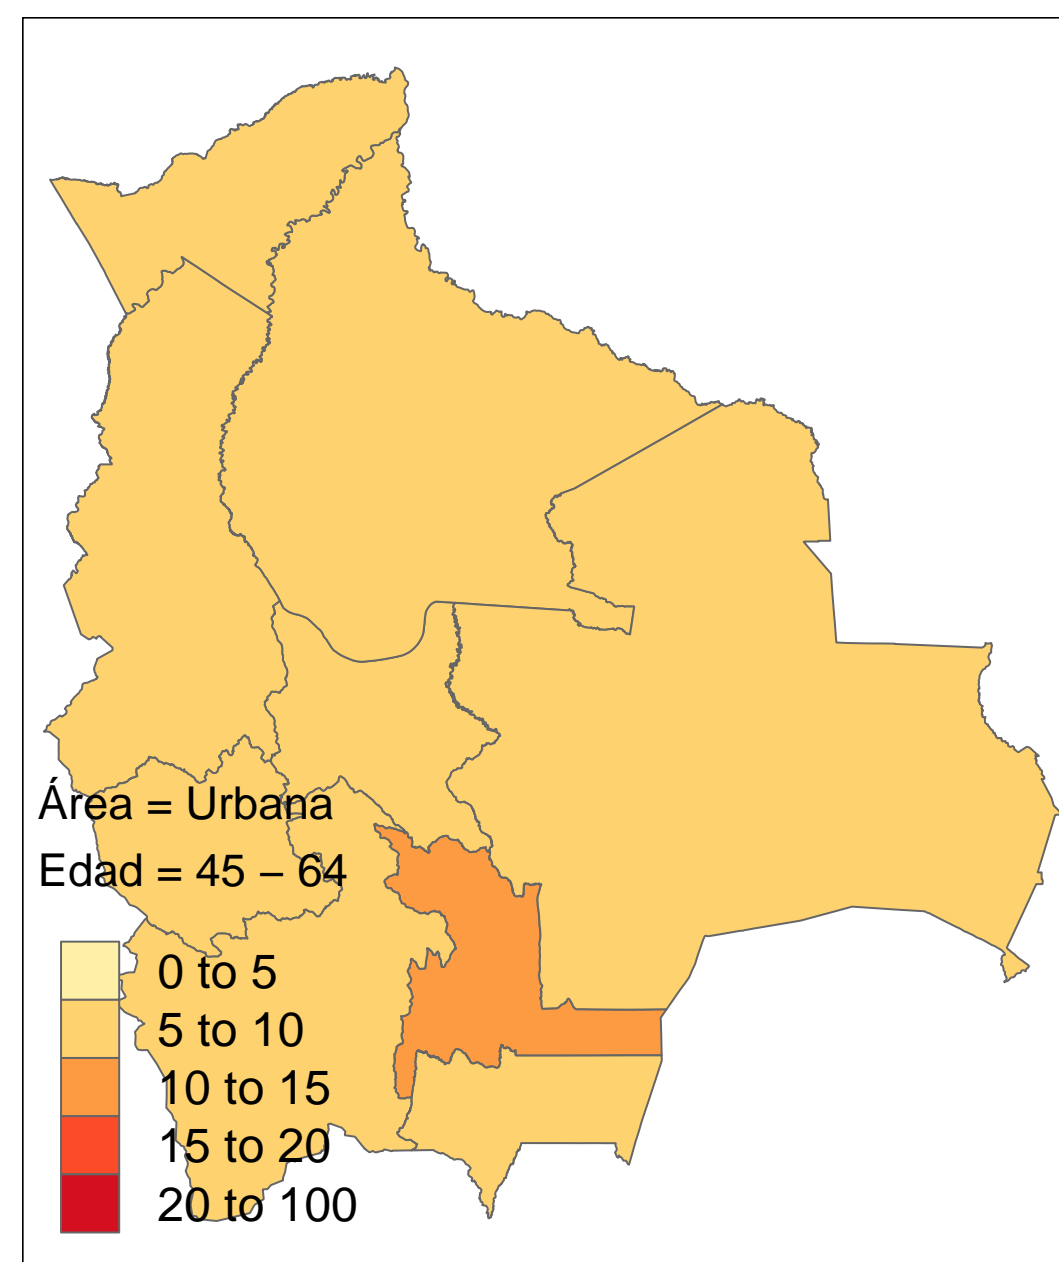 Área = Urbana
Edad = 45 – 64
0 to 5
5 to 10
10 to 15
15 to 20
20 to 100